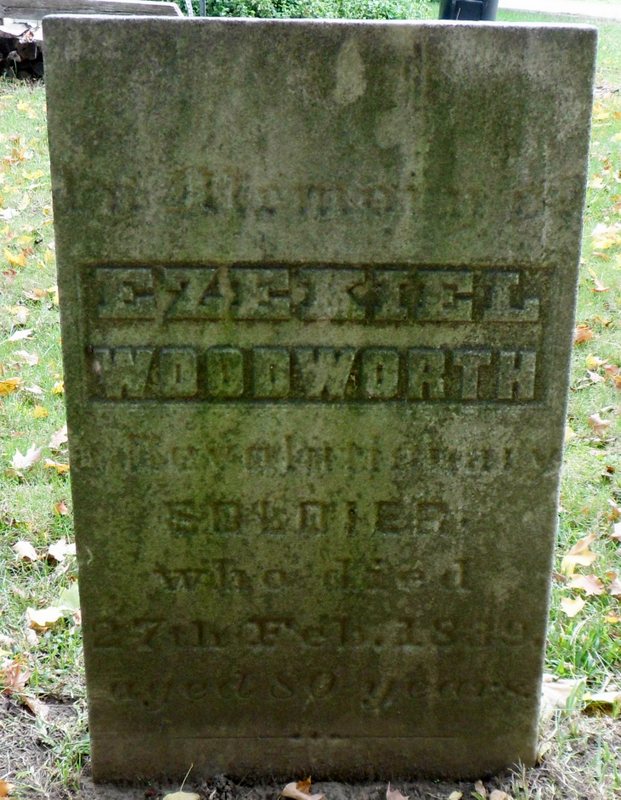 In Memory of
EZEKIEL
WOODWORTH
a Revolutionary
SOLDIER
who died
27th Feb. 1839
aged 80 years